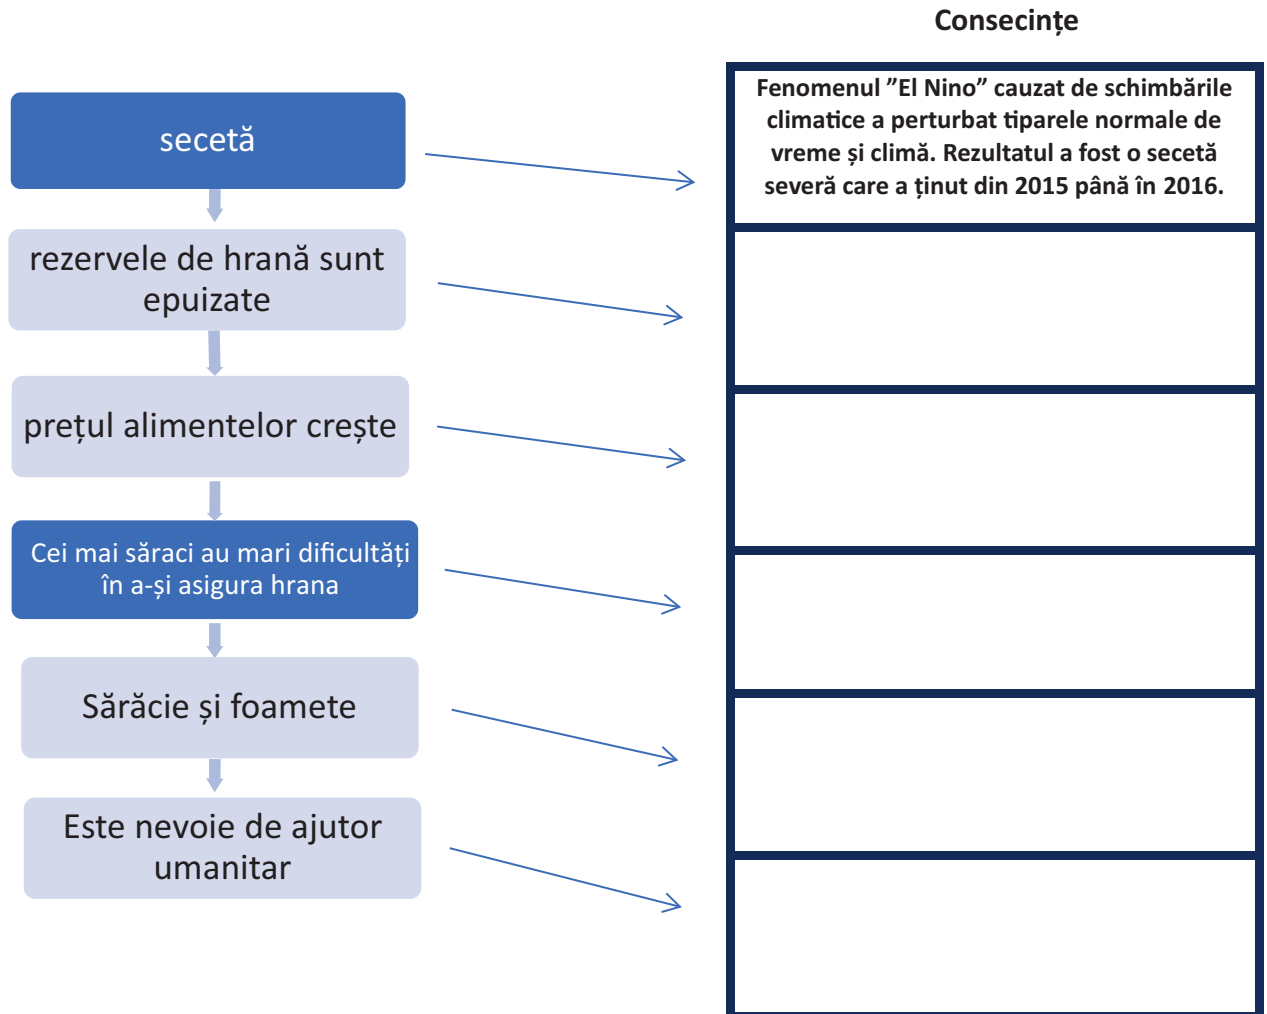 Consecințe
secetă
Fenomenul ”El Nino” cauzat de schimbările
climatice a perturbat tiparele normale de
vreme și climă. Rezultatul a fost o secetă
severă care a ținut din 2015 până în 2016.
rezervele de hrană sunt
epuizate
prețul alimentelor crește
Cei mai săraci au mari dificultăți
în a-și asigura hrana
Sărăcie și foamete
Este nevoie de ajutor
umanitar